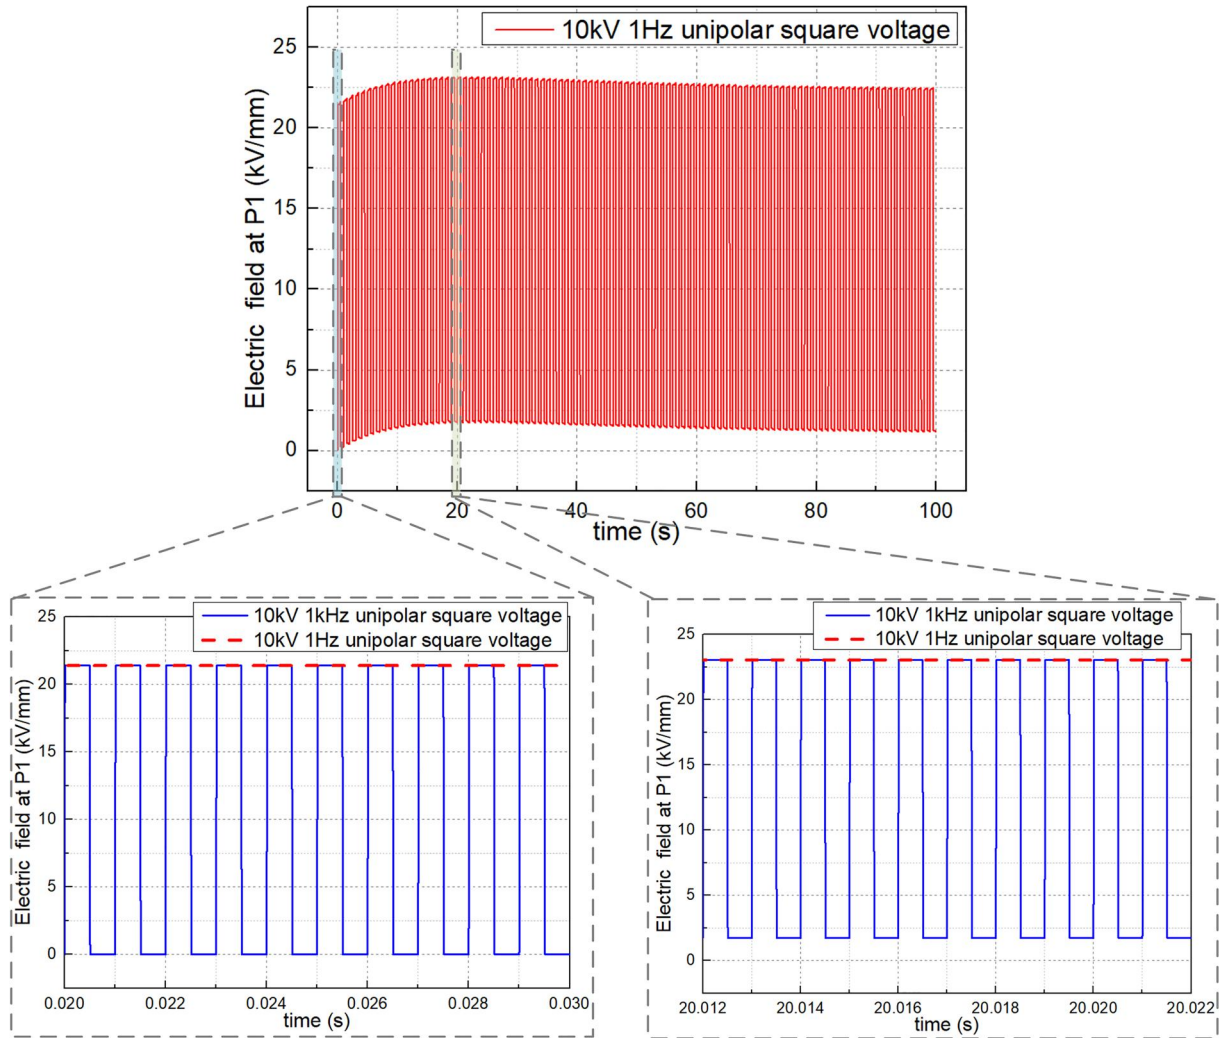 10kV 1Hz unipolar square voltage
25
20
15
10
5
0
Electric field at P1 (kV/mm)
0 20 40 60 80 100
time (s)
10kV 1kHz unipolar square voltage
10kV 1Hz unipolar square voltage
25
20
15
10
5
0
Electric field at P1 (kV/mm)
0.020 0.022 0.024 0.026 0.028 0.030
time (s)
10kV 1kHz unipolar square voltage
10kV 1Hz unipolar square voltage
25
20
15
10
5
0
Electric field at P1 (kV/mm)
20.012 20.014 20.016 20.018 20.020 20.022
time (s)